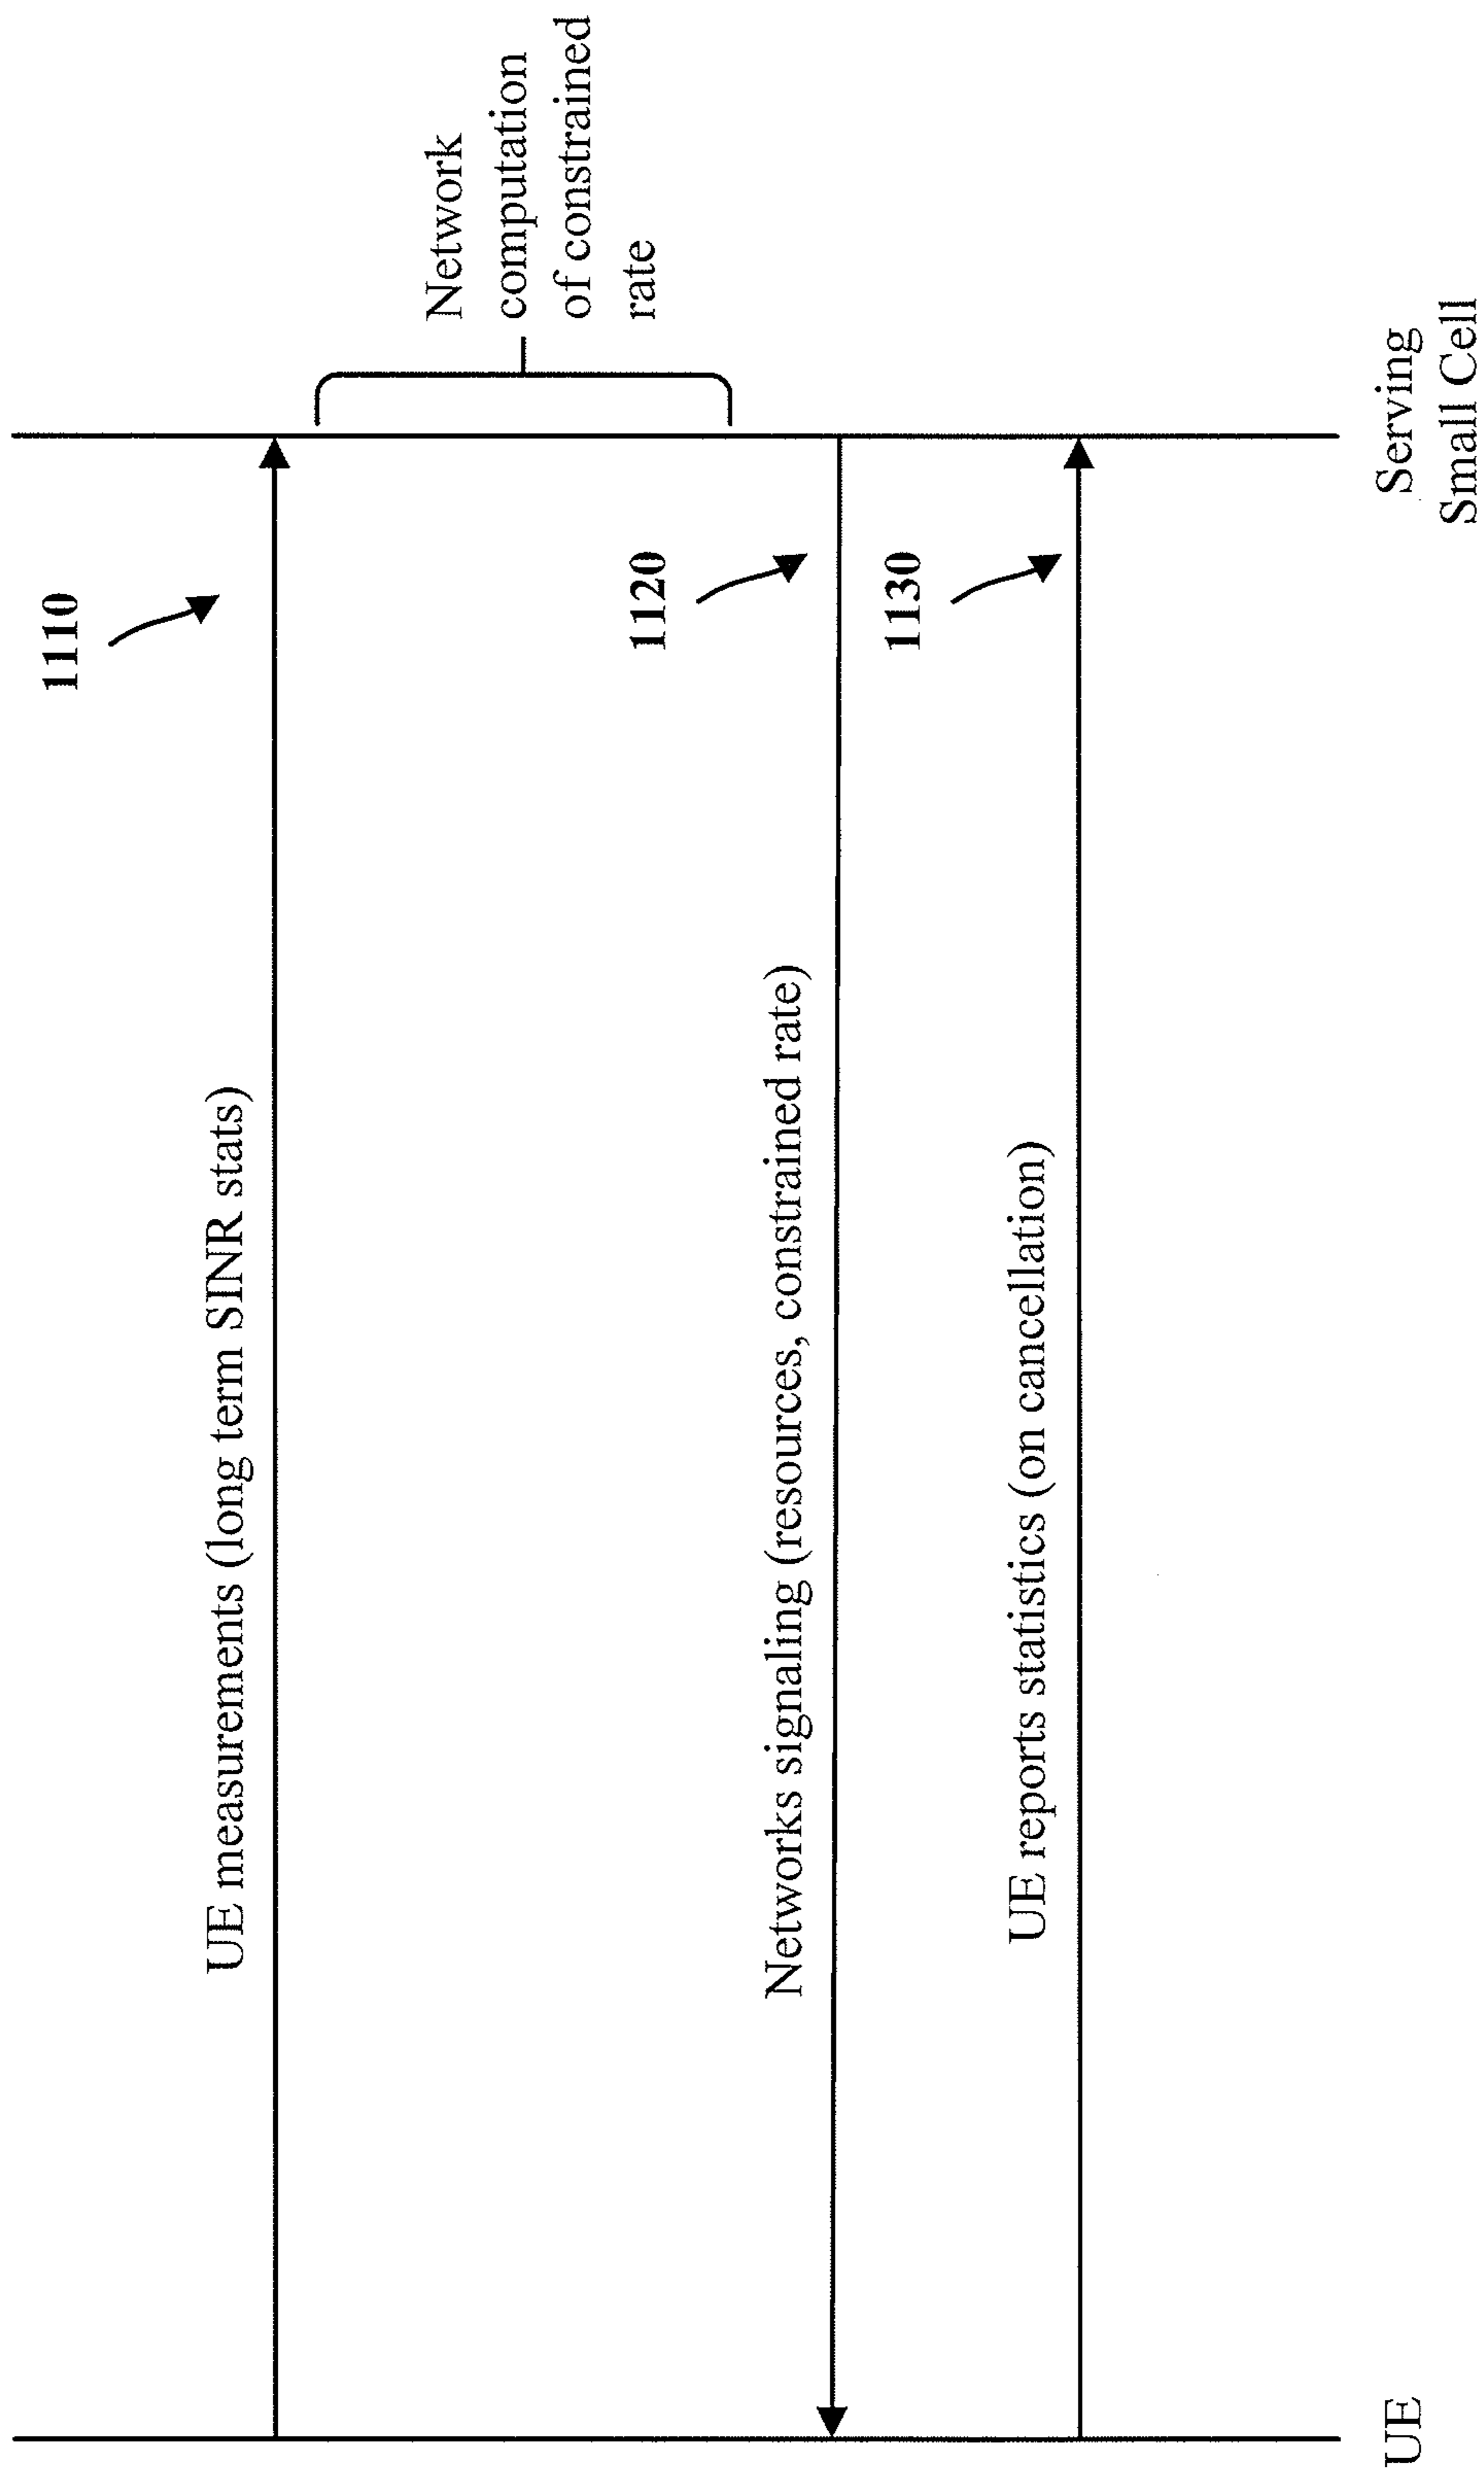 1110
UE measurements (long term SINR stats)
Network
computation
of constrained
rate
1120
Networks signaling (resources, constrained rate)
1130
UE reports statistics (on cancellation)
UE
Serving
Small Cell